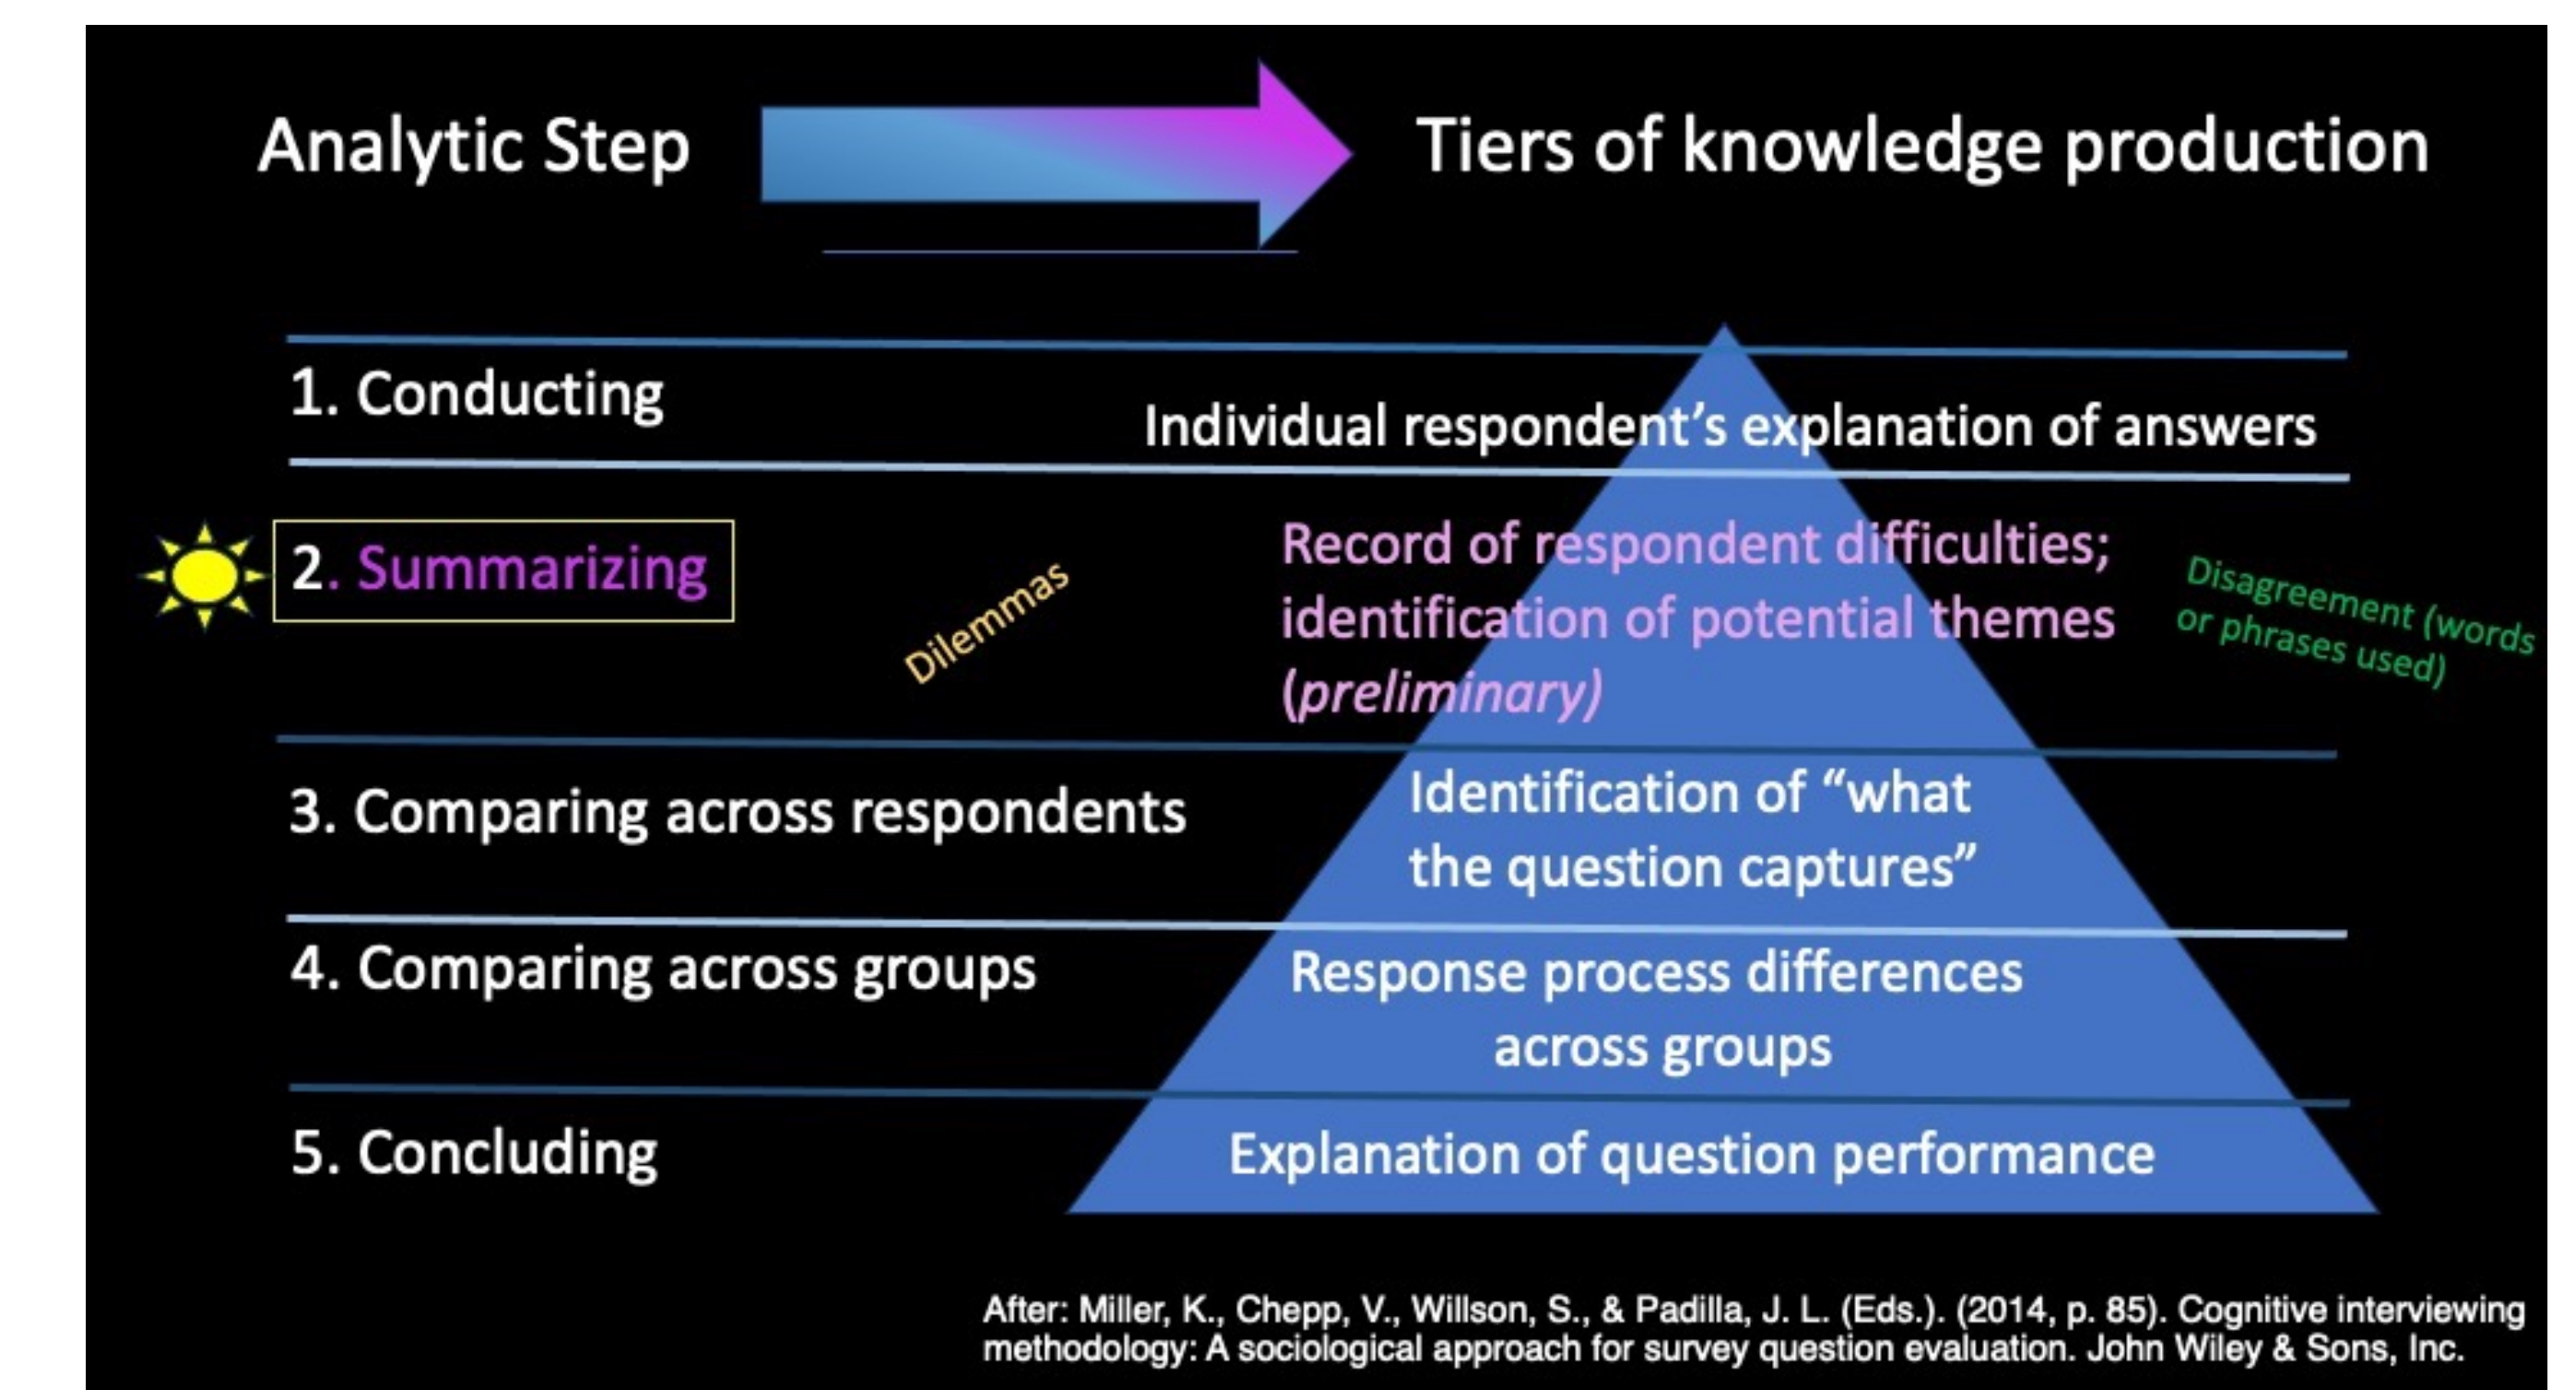 Analytic Step
Tiers of knowledge production
1. Conducting
Individual respondent’s explanation of answers
2. Summarizing
Dilemmas
Record of respondent difficulties;
identification of potential themes
(preliminary)
Disagreement (words
or phrases used)
3. Comparing across respondents
Identification of “what
the question captures”
4. Comparing across groups
Response process differences
across groups
5. Concluding
Explanation of question performance
After: Miller, K., Chepp, V., Willson, S., & Padilla, J. L. (Eds.). (2014, p. 85). Cognitive interviewing
methodology: A sociological approach for survey question evaluation. John Wiley & Sons, Inc.